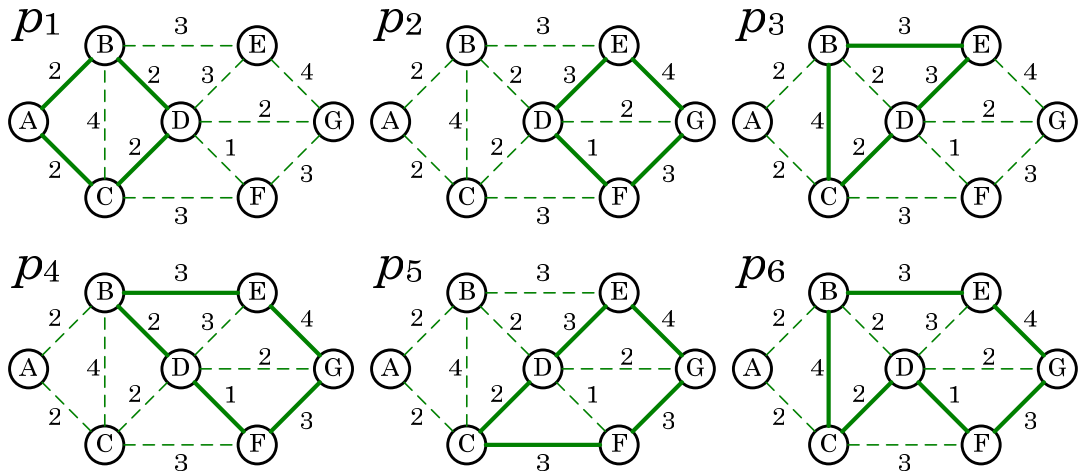 p1 p2 p3
B 3 E B 3 E B 3 E
2 2 3 4 2 2 3 4 2 2 3 4
A 4 D 2 G A 4 D 2 G A 4 D 2 G
2 2 1 3 2 2 1 3 2 2 1 3
C 3 F C 3 F C 3 F
p4 p5 p6
B 3 E B 3 E B 3 E
2 2 3 4 2 2 3 4 2 2 3 4
A 4 D 2 G A 4 D 2 G A 4 D 2 G
2 2 1 3 2 2 1 3 2 2 1 3
C 3 F C 3 F C 3 F